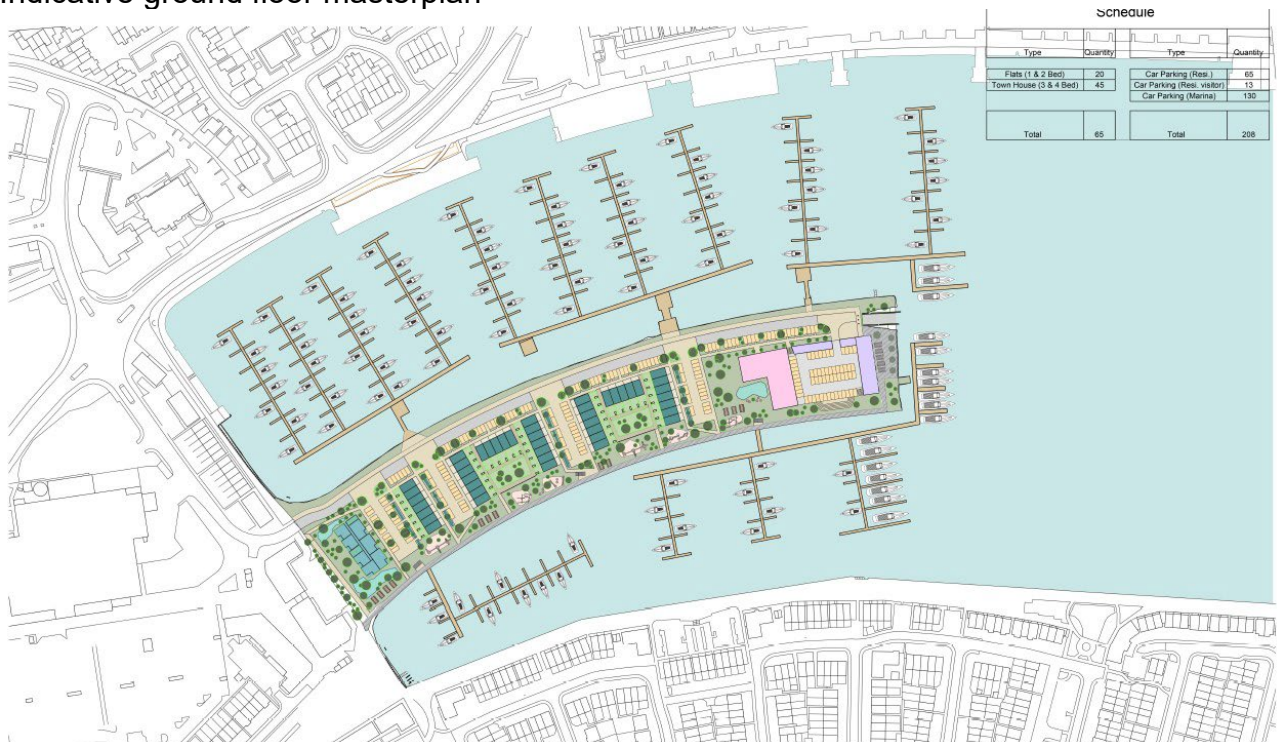 Indicative ground floor masterplan
Schedule
Type Quantity Type Quantity
Flats (1 & 2 Bed) 20 Car Parking (Resi.) 65
Town House (3 & 4 Bed) 45 Car Parking (Resi. visitor) 13
Car Parking (Marina) 130
Total 65 Total 208